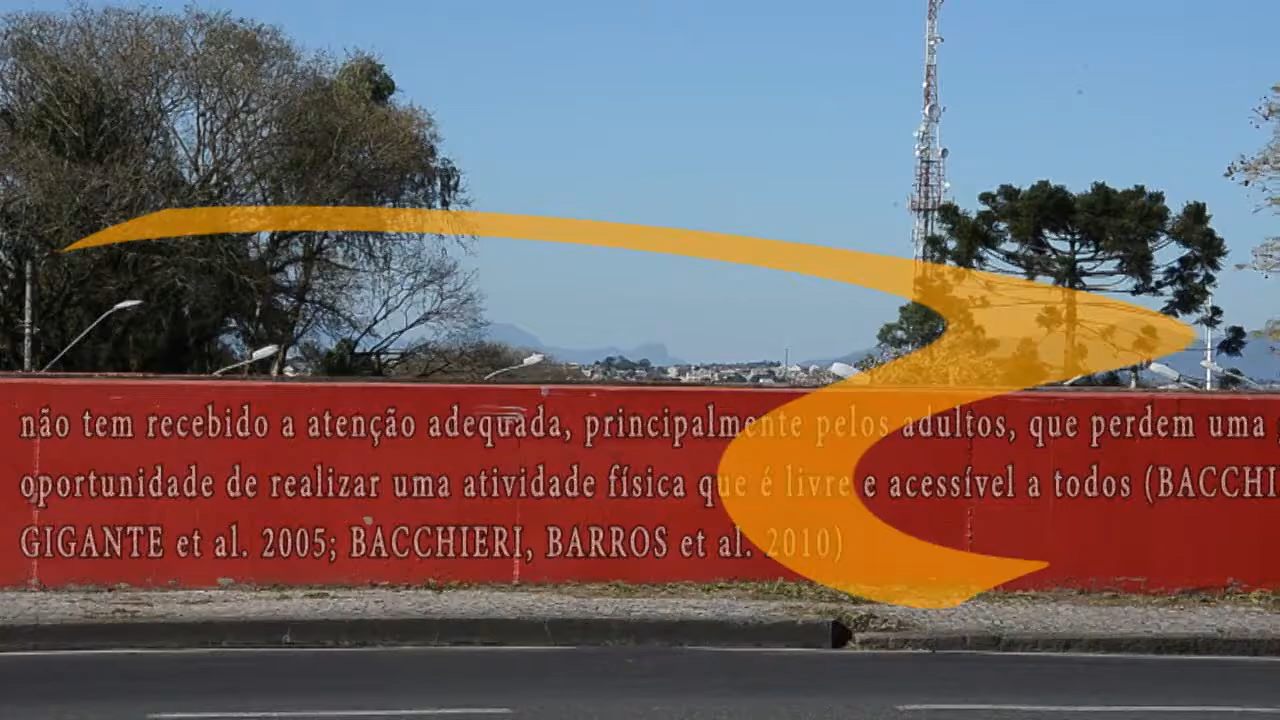 não tem recebido a atenção adequada, principalmente pelos adultos, que perdem uma
oportunidade de realizar uma atividade física que é livre e acessível a todos (BACCHI
GIGANTE et al. 2005; BACCHIERI, BARROS et al. 2010)